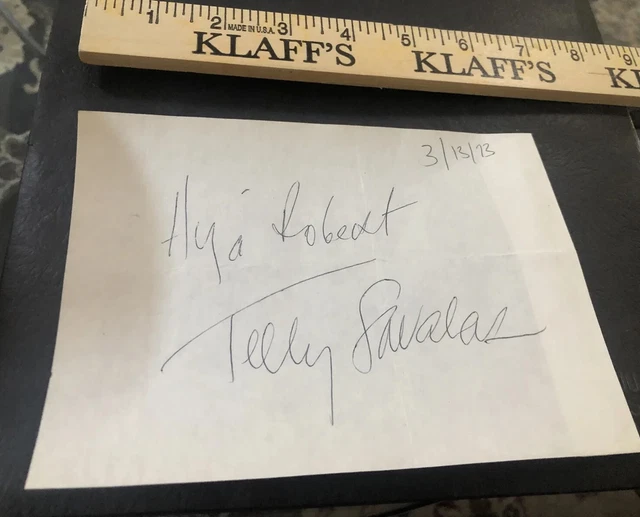 1 2 MADE IN U.S.A. 3 4 5 6 7 8 9
KLAFF'S KLAFF'S K
3/13/73
Hiya Robert
Telly Savalas